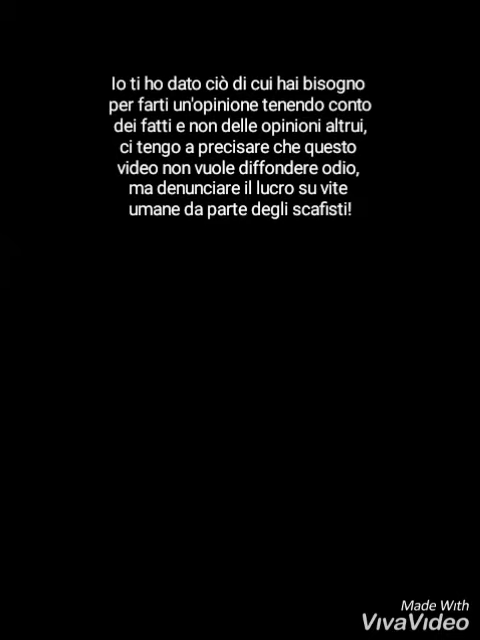 Io ti ho dato ciò di cui hai bisogno
per farti un'opinione tenendo conto
dei fatti e non delle opinioni altrui,
ci tengo a precisare che questo
video non vuole diffondere odio,
ma denunciare il lucro su vite
umane da parte degli scafisti!
Made With
VivaVideo